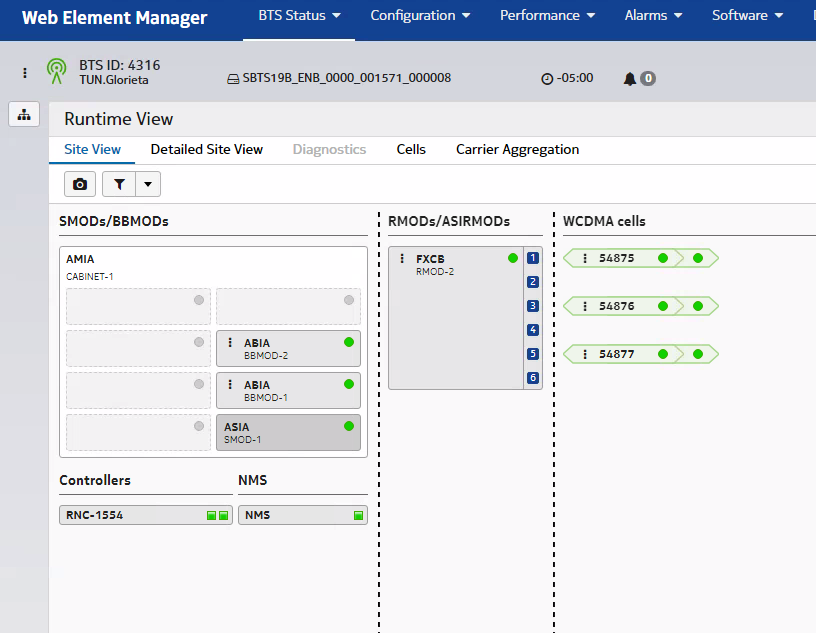 Web Element Manager
BTS Status
Configuration
Performance
Alarms
Software
BTS ID: 4316
TUN.Glorieta
SBTS19B_ENB_0000_001571_000008
-05:00
0
Runtime View
Site View
Detailed Site View
Diagnostics
Cells
Carrier Aggregation
SMODs/BBMODs
RMODs/ASIRMODs
WCDMA cells
AMIA
CABINET-1
ABIA
BBMOD-2
ABIA
BBMOD-1
ASIA
SMOD-1
FXCB
RMOD-2
1
2
3
4
5
6
54875
54876
54877
Controllers
NMS
RNC-1554
NMS